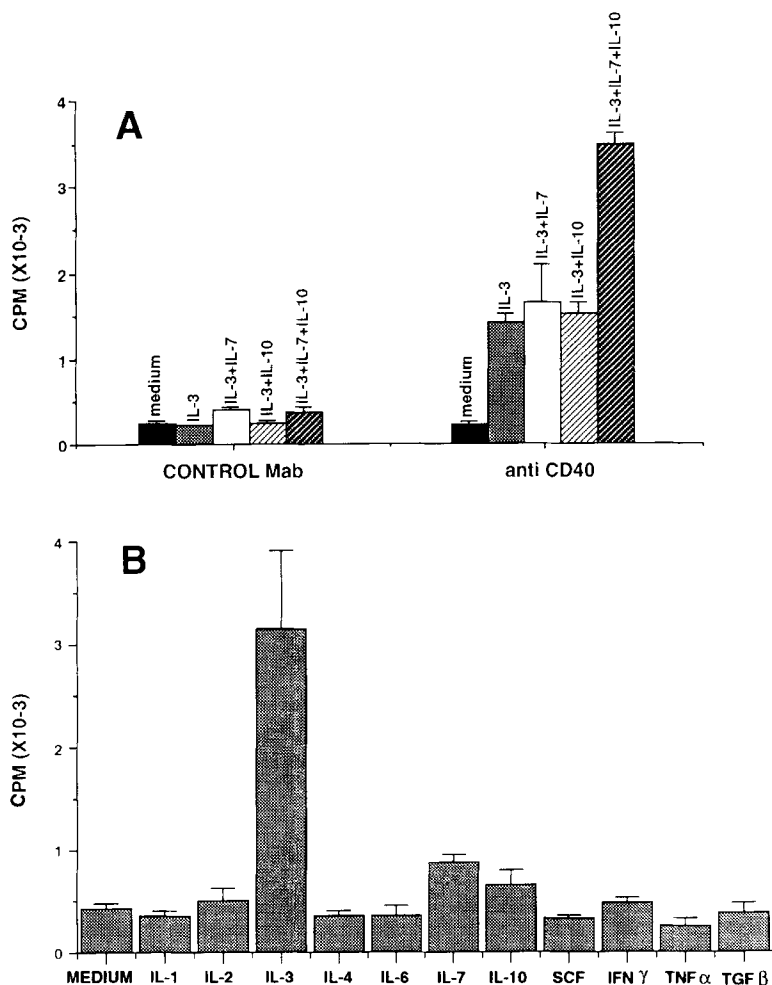 A
CPM (X10-3)
4
3
2
1
0
medium
IL-3
IL-3+IL-7
IL-3+IL-10
IL-3+IL-7+IL-10
medium
IL-3
IL-3+IL-7
IL-3+IL-10
IL-3+IL-7+IL-10
CONTROL Mab
anti CD40
B
CPM (X10-3)
4
3
2
1
0
MEDIUM IL-1 IL-2 IL-3 IL-4 IL-6 IL-7 IL-10 SCF IFN γ TNF α TGF β